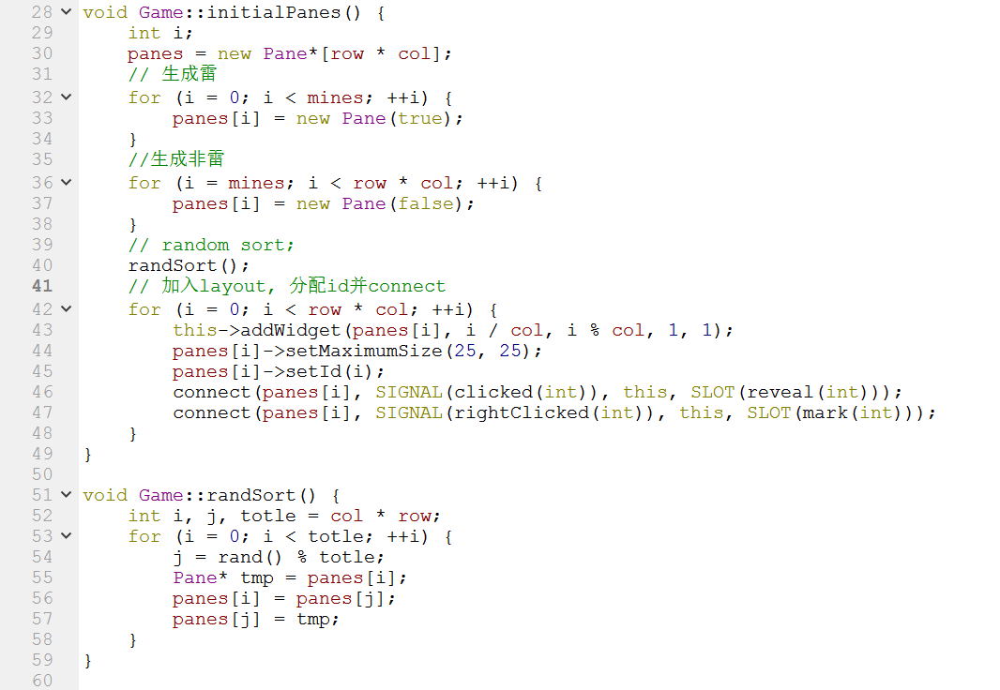 28 void Game::initialPanes() {
29     int i;
30     panes = new Pane*[row * col];
31     // 生成雷
32     for (i = 0; i < mines; ++i) {
33         panes[i] = new Pane(true);
34     }
35     //生成非雷
36     for (i = mines; i < row * col; ++i) {
37         panes[i] = new Pane(false);
38     }
39     // random sort;
40     randSort();
41     // 加入layout, 分配id并connect
42     for (i = 0; i < row * col; ++i) {
43         this->addWidget(panes[i], i / col, i % col, 1, 1);
44         panes[i]->setMaximumSize(25, 25);
45         panes[i]->setId(i);
46         connect(panes[i], SIGNAL(clicked(int)), this, SLOT(reveal(int)));
47         connect(panes[i], SIGNAL(rightClicked(int)), this, SLOT(mark(int)));
48     }
49 }
50
51 void Game::randSort() {
52     int i, j, totle = col * row;
53     for (i = 0; i < totle; ++i) {
54         j = rand() % totle;
55         Pane* tmp = panes[i];
56         panes[i] = panes[j];
57         panes[j] = tmp;
58     }
59 }
60